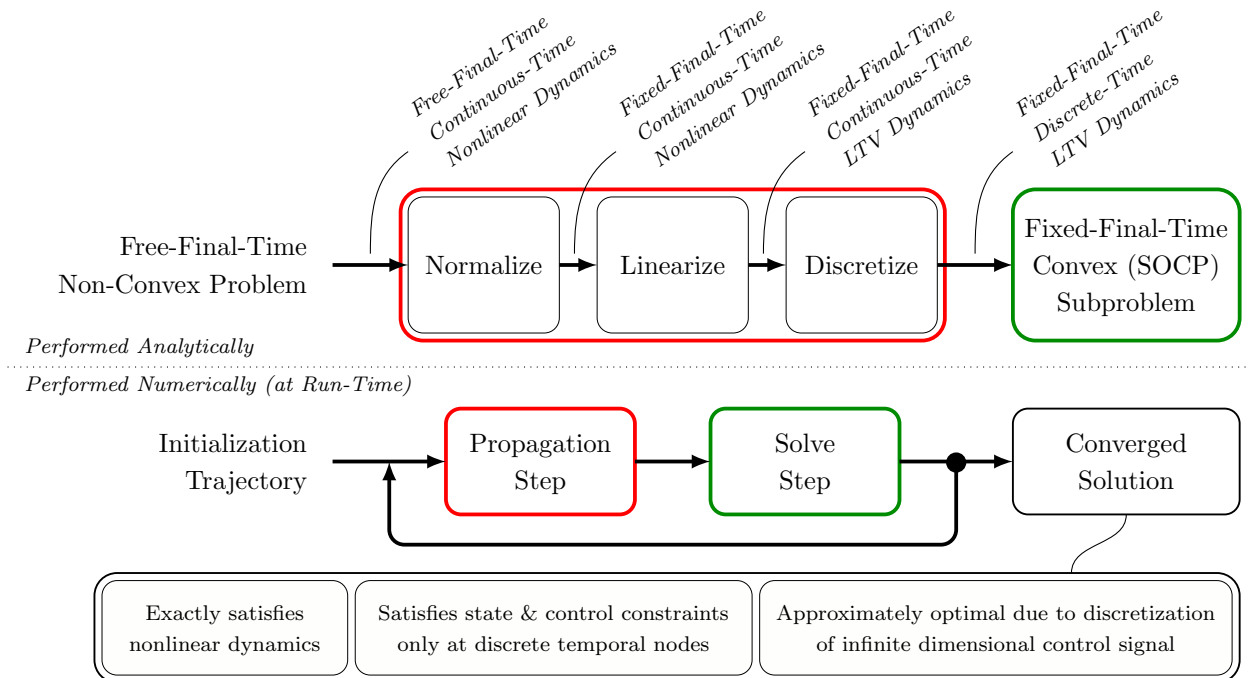 Free-Final-Time
Continuous-Time
Nonlinear Dynamics
Fixed-Final-Time
Continuous-Time
Nonlinear Dynamics
Fixed-Final-Time
Continuous-Time
LTV Dynamics
Fixed-Final-Time
Discrete-Time
LTV Dynamics
Free-Final-Time
Non-Convex Problem
Normalize
Linearize
Discretize
Fixed-Final-Time
Convex (SOCP)
Subproblem
Performed Analytically
Performed Numerically (at Run-Time)
Initialization
Trajectory
Propagation
Step
Solve
Step
Converged
Solution
Exactly satisfies
nonlinear dynamics
Satisfies state & control constraints
only at discrete temporal nodes
Approximately optimal due to discretization
of infinite dimensional control signal